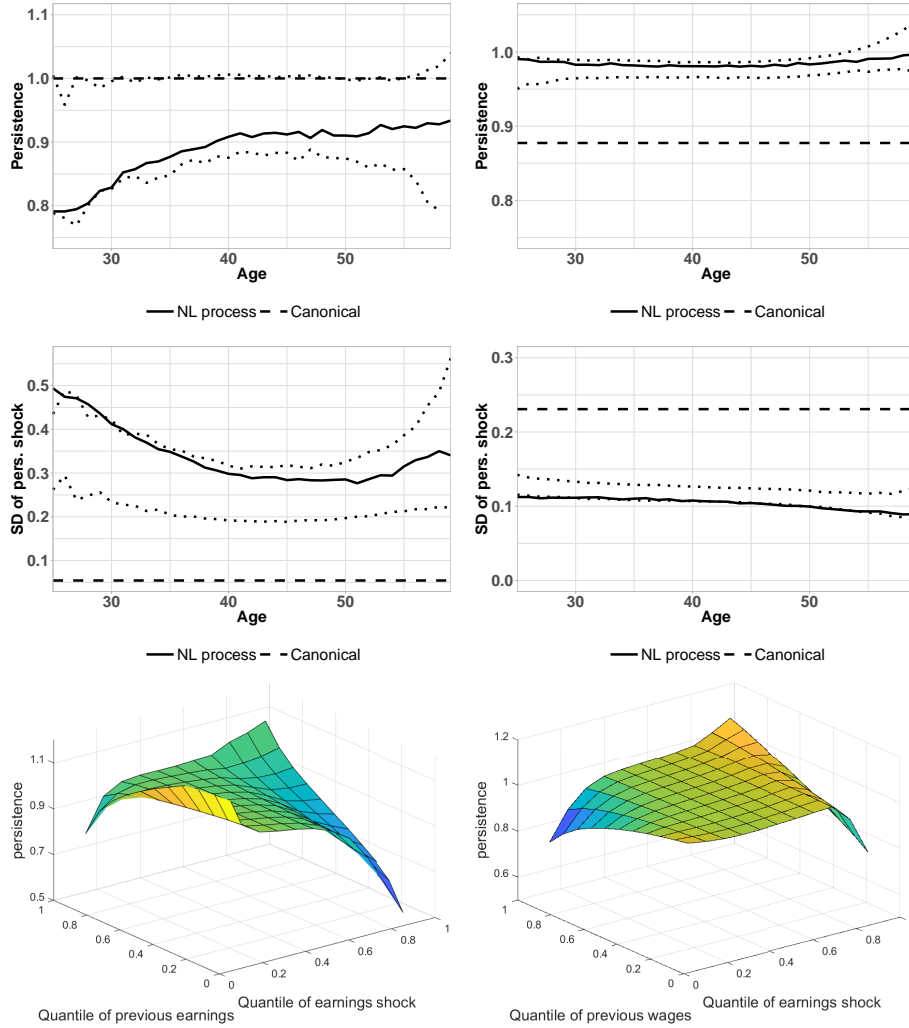 1.1
1.0
0.9
0.8
Persistence
30
40
50
Age
NL process
Canonical
1.0
0.9
0.8
Persistence
30
40
50
Age
NL process
Canonical
0.5
0.4
0.3
0.2
0.1
SD of pers. shock
30
40
50
Age
NL process
Canonical
0.3
0.2
0.1
0.0
SD of pers. shock
30
40
50
Age
NL process
Canonical
1.1
0.9
0.7
0.5
persistence
1
0.8
0.6
0.4
0.2
0
Quantile of previous earnings
0
0.2
0.4
0.6
0.8
1
Quantile of earnings shock
1.2
1
0.8
0.6
persistence
1
0.8
0.6
0.4
0.2
0
Quantile of previous wages
0
0.2
0.4
0.6
0.8
Quantile of earnings shock